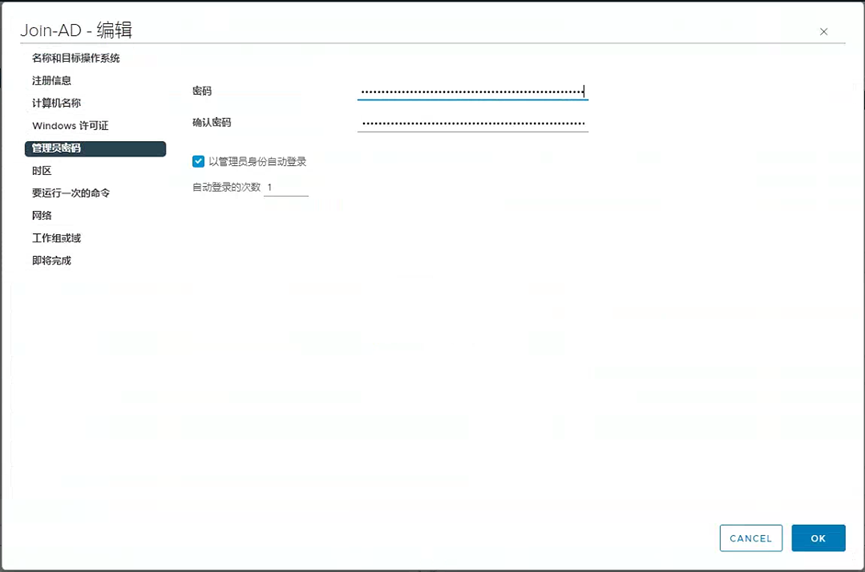 Join-AD - 编辑
名称和目标操作系统
注册信息
计算机名称
Windows 许可证
管理员密码
时区
要运行一次的命令
网络
工作组或域
即将完成
密码
确认密码
以管理员身份自动登录
自动登录的次数 1
CANCEL
OK